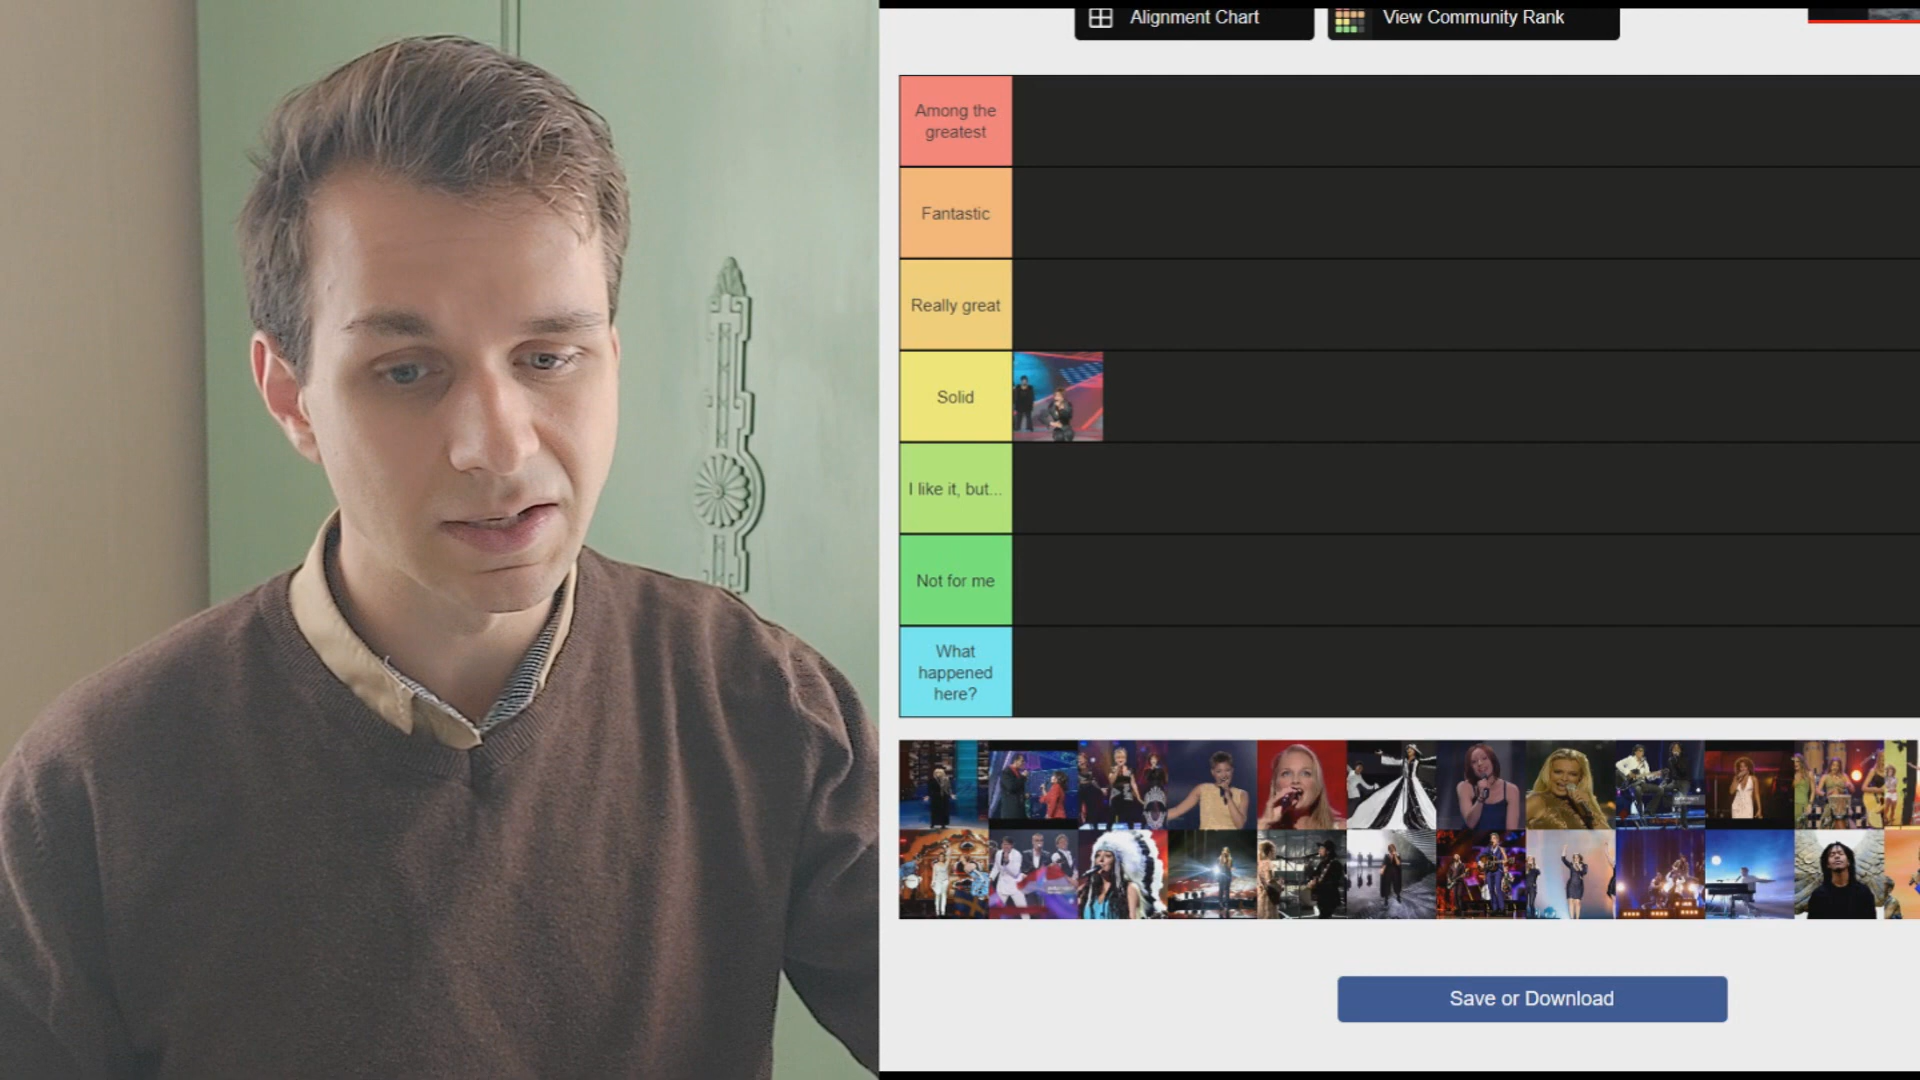 Alignment Chart
View Community Rank
Among the
greatest
Fantastic
Really great
Solid
I like it, but...
Not for me
What
happened
here?
Save or Download